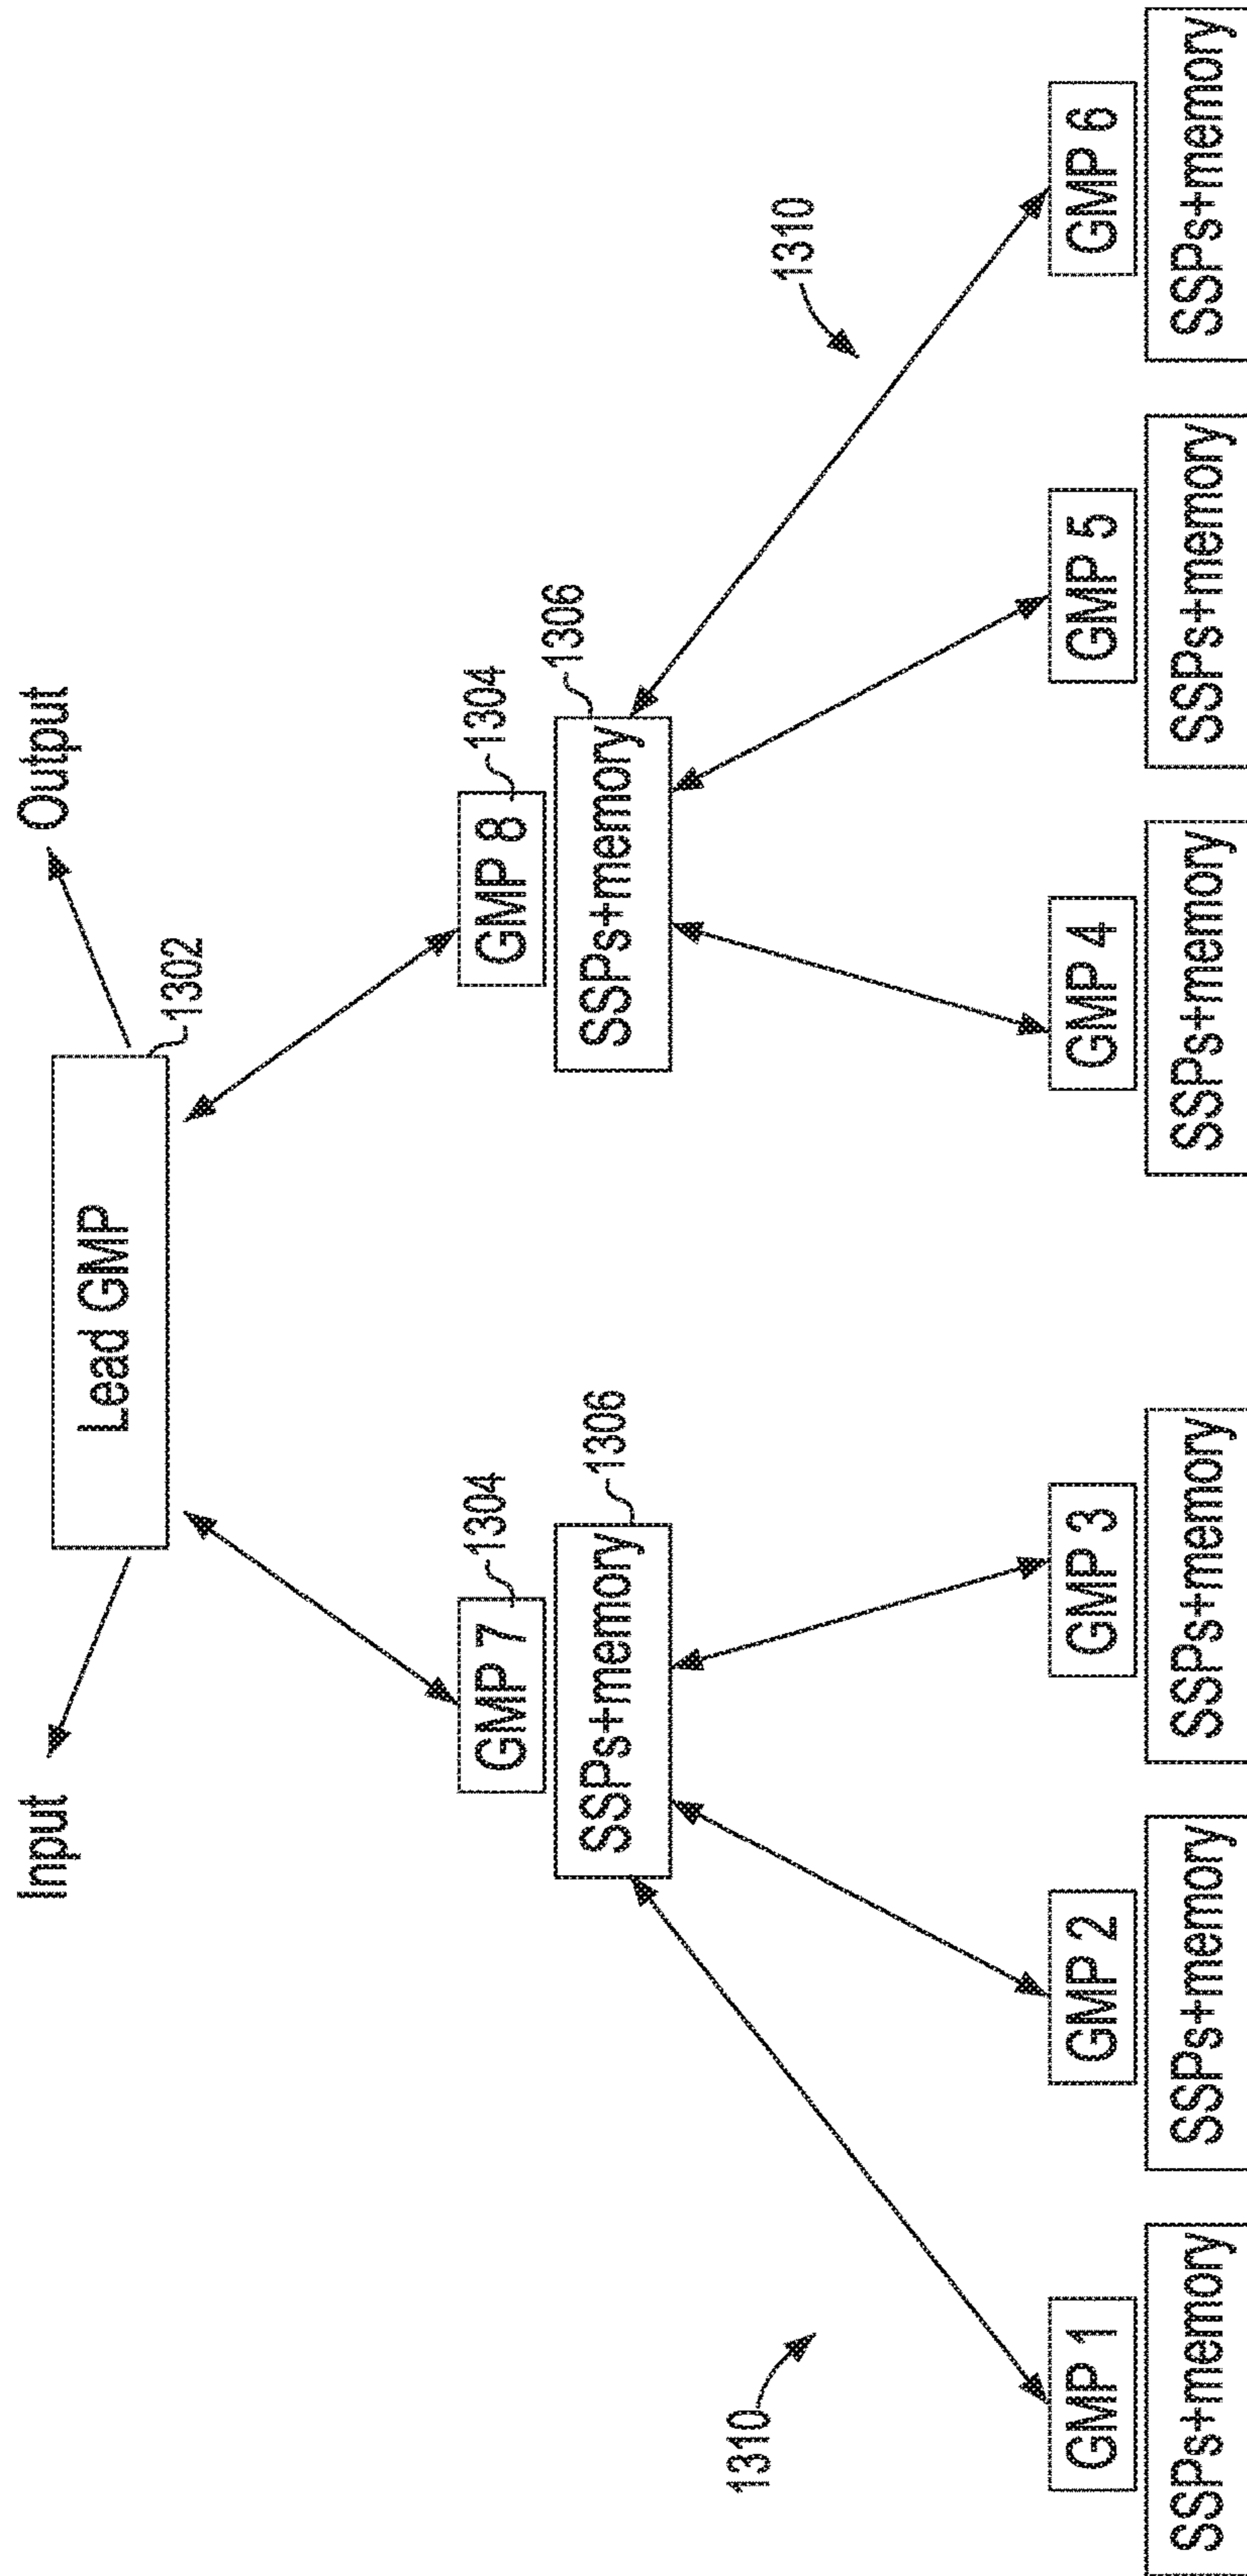 Input
Output
Lead GMP
1302
GMP 7
1304
GMP 8
1304
SSPs+memory
1306
SSPs+memory
1306
1310
1310
GMP 1
GMP 2
GMP 3
GMP 4
GMP 5
GMP 6
SSPs+memory
SSPs+memory
SSPs+memory
SSPs+memory
SSPs+memory
SSPs+memory